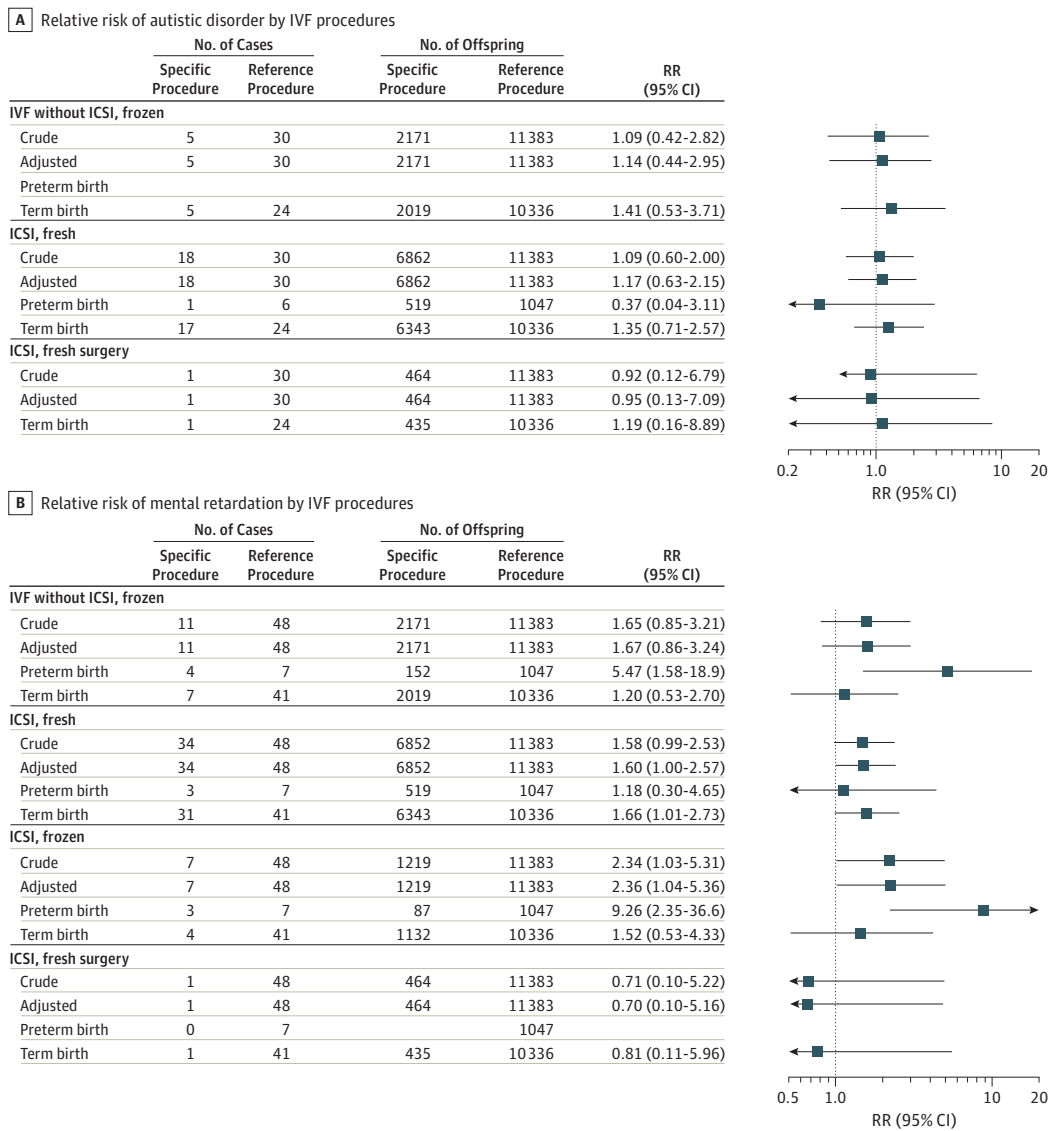 A Relative risk of autistic disorder by IVF procedures
No. of Cases No. of Offspring
Specific Procedure Reference Procedure Specific Procedure Reference Procedure RR (95% CI)
IVF without ICSI, frozen
Crude 5 30 2171 11383 1.09 (0.42-2.82)
Adjusted 5 30 2171 11383 1.14 (0.44-2.95)
Preterm birth
Term birth 5 24 2019 10336 1.41 (0.53-3.71)
ICSI, fresh
Crude 18 30 6862 11383 1.09 (0.60-2.00)
Adjusted 18 30 6862 11383 1.17 (0.63-2.15)
Preterm birth 1 6 519 1047 0.37 (0.04-3.11)
Term birth 17 24 6343 10336 1.35 (0.71-2.57)
ICSI, fresh surgery
Crude 1 30 464 11383 0.92 (0.12-6.79)
Adjusted 1 30 464 11383 0.95 (0.13-7.09)
Term birth 1 24 435 10336 1.19 (0.16-8.89)
0.2 1.0 10 20
RR (95% CI)
B Relative risk of mental retardation by IVF procedures
No. of Cases No. of Offspring
Specific Procedure Reference Procedure Specific Procedure Reference Procedure RR (95% CI)
IVF without ICSI, frozen
Crude 11 48 2171 11383 1.65 (0.85-3.21)
Adjusted 11 48 2171 11383 1.67 (0.86-3.24)
Preterm birth 4 7 152 1047 5.47 (1.58-18.9)
Term birth 7 41 2019 10336 1.20 (0.53-2.70)
ICSI, fresh
Crude 34 48 6852 11383 1.58 (0.99-2.53)
Adjusted 34 48 6852 11383 1.60 (1.00-2.57)
Preterm birth 3 7 519 1047 1.18 (0.30-4.65)
Term birth 31 41 6343 10336 1.66 (1.01-2.73)
ICSI, frozen
Crude 7 48 1219 11383 2.34 (1.03-5.31)
Adjusted 7 48 1219 11383 2.36 (1.04-5.36)
Preterm birth 3 7 87 1047 9.26 (2.35-36.6)
Term birth 4 41 1132 10336 1.52 (0.53-4.33)
ICSI, fresh surgery
Crude 1 48 464 11383 0.71 (0.10-5.22)
Adjusted 1 48 464 11383 0.70 (0.10-5.16)
Preterm birth 0 7 1047
Term birth 1 41 435 10336 0.81 (0.11-5.96)
0.5 1.0 10 20
RR (95% CI)